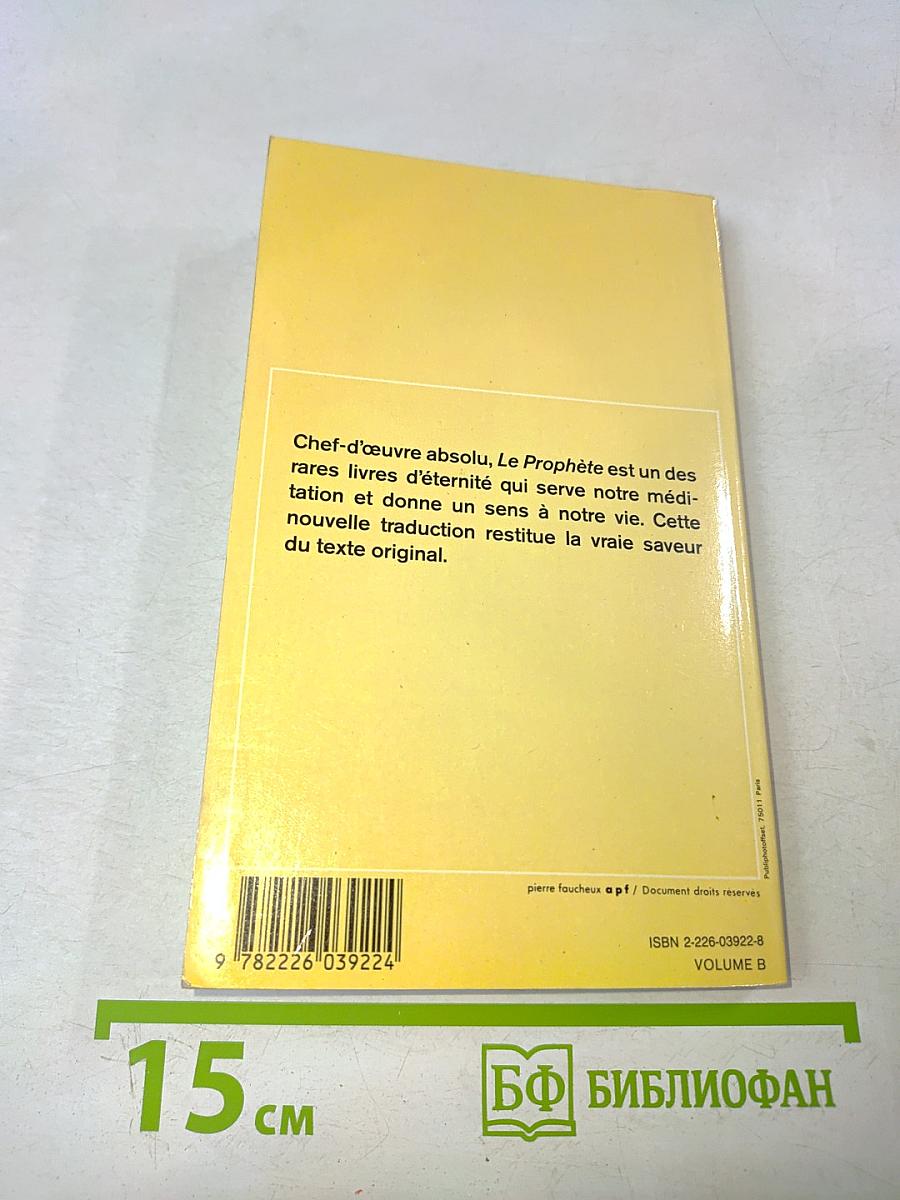 Chef-d'œuvre absolu, Le Prophète est un des
rares livres d'éternité qui serve notre médi-
tation et donne un sens à notre vie. Cette
nouvelle traduction restitue la vraie saveur
du texte original.
Publiphotoffset. 75011 Paris
pierre faucheux apf / Document droits réservés
ISBN 2-226-03922-8
VOLUME B
9 782226 039224
15 см
БФ БИБЛИОФАН